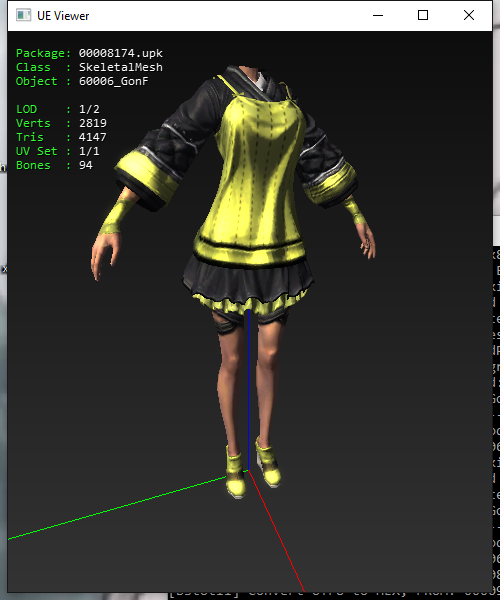 UE Viewer
Package: 00008174.upk
Class : SkeletalMesh
Object : 60006_GonF
LOD : 1/2
Verts : 2819
Tris : 4147
UV Set : 1/1
Bones : 94